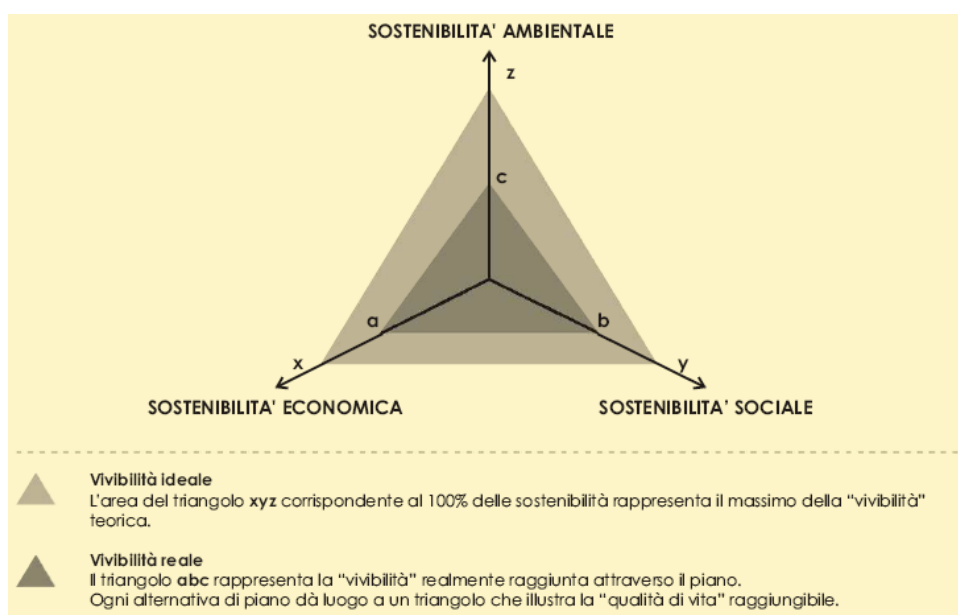 SOSTENIBILITA' AMBIENTALE
z
c
a
b
x
y
SOSTENIBILITA' ECONOMICA
SOSTENIBILITA' SOCIALE
Vivibilità ideale
L'area del triangolo xyz corrispondente al 100% delle sostenibilità rappresenta il massimo della “vivibilità”
teorica.
Vivibilità reale
Il triangolo abc rappresenta la “vivibilità” realmente raggiunta attraverso il piano.
Ogni alternativa di piano dà luogo a un triangolo che illustra la “qualità di vita” raggiungibile.